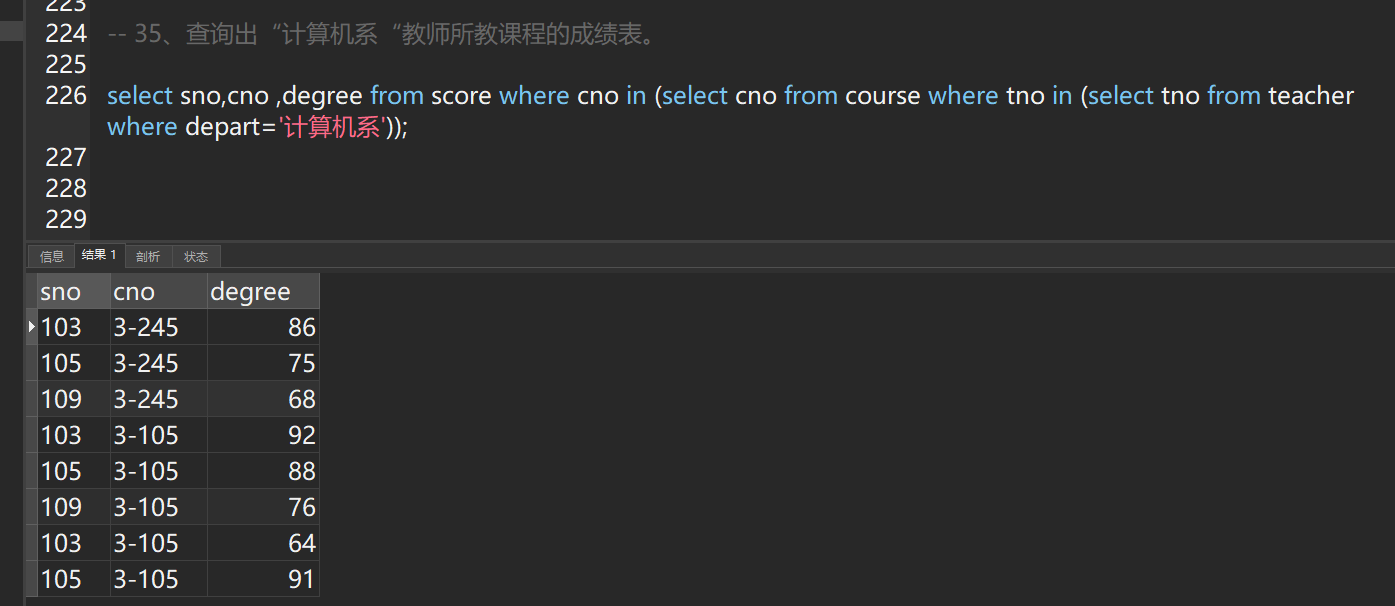 223
224 -- 35、查询出“计算机系“教师所教课程的成绩表。
225
226 select sno,cno ,degree from score where cno in (select cno from course where tno in (select tno from teacher
where depart='计算机系'));
227
228
229
信息 结果 1 剖析 状态
sno cno degree
103 3-245 86
105 3-245 75
109 3-245 68
103 3-105 92
105 3-105 88
109 3-105 76
103 3-105 64
105 3-105 91